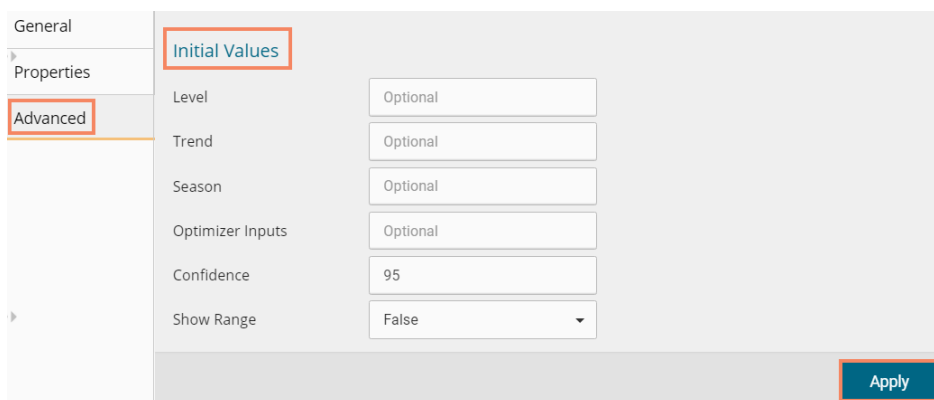 General
Properties
Advanced
Initial Values
Level Optional
Trend Optional
Season Optional
Optimizer Inputs Optional
Confidence 95
Show Range False
Apply